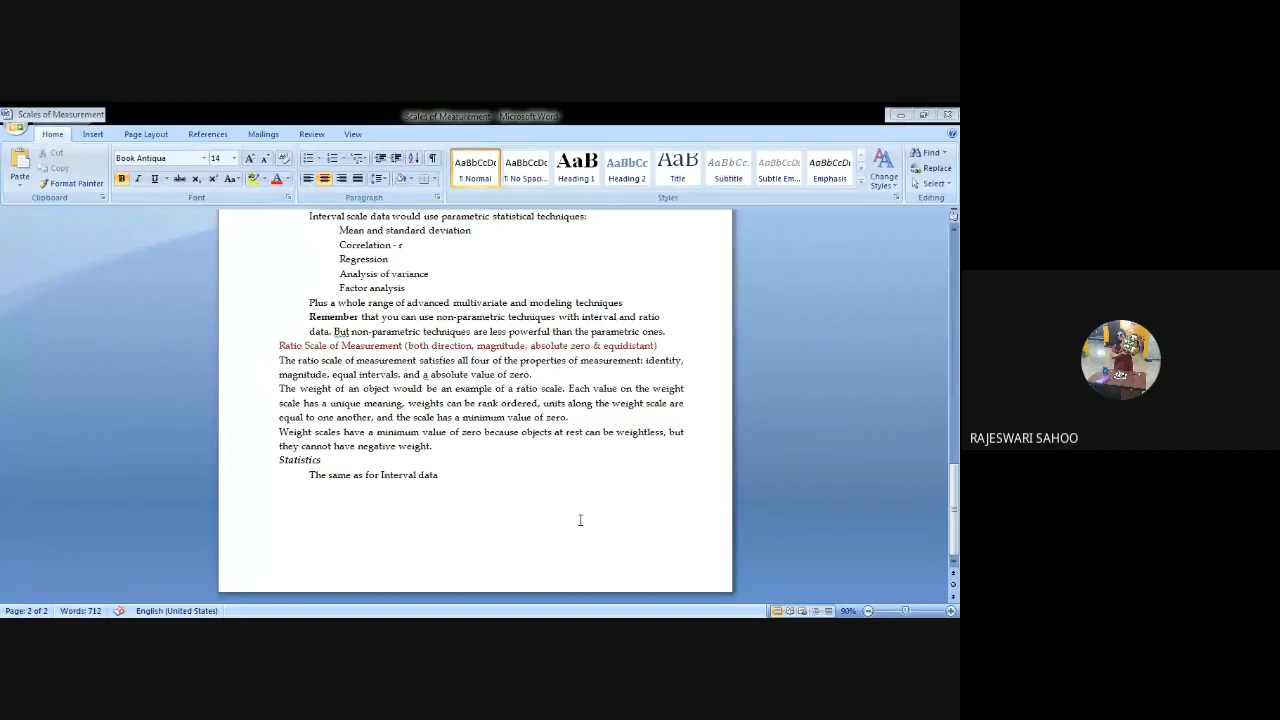 Scales of Measurement
Scales of Measurement - Microsoft Word
Home Insert Page Layout References Mailings Review View
Paste
Cut
Copy
Format Painter
Clipboard
Book Antiqua 14
Font
Paragraph
AaBbCcDc AaBbCcDc AaB AaBbCc AaB AaBbCc. AaBbCcDc AaBbCcDc
¶ Normal ¶ No Spaci... Heading 1 Heading 2 Title Subtitle Subtle Em... Emphasis
Change Styles
Styles
Find
Replace
Select
Editing
Interval scale data would use parametric statistical techniques:
Mean and standard deviation
Correlation - r
Regression
Analysis of variance
Factor analysis
Plus a whole range of advanced multivariate and modeling techniques
Remember that you can use non-parametric techniques with interval and ratio
data. But non-parametric techniques are less powerful than the parametric ones.
Ratio Scale of Measurement (both direction, magnitude, absolute zero & equidistant)
The ratio scale of measurement satisfies all four of the properties of measurement: identity,
magnitude, equal intervals, and a absolute value of zero.
The weight of an object would be an example of a ratio scale. Each value on the weight
scale has a unique meaning, weights can be rank ordered, units along the weight scale are
equal to one another, and the scale has a minimum value of zero.
Weight scales have a minimum value of zero because objects at rest can be weightless, but
they cannot have negative weight.
Statistics
The same as for Interval data
Page: 2 of 2 Words: 712 English (United States) 90%
RAJESWARI SAHOO